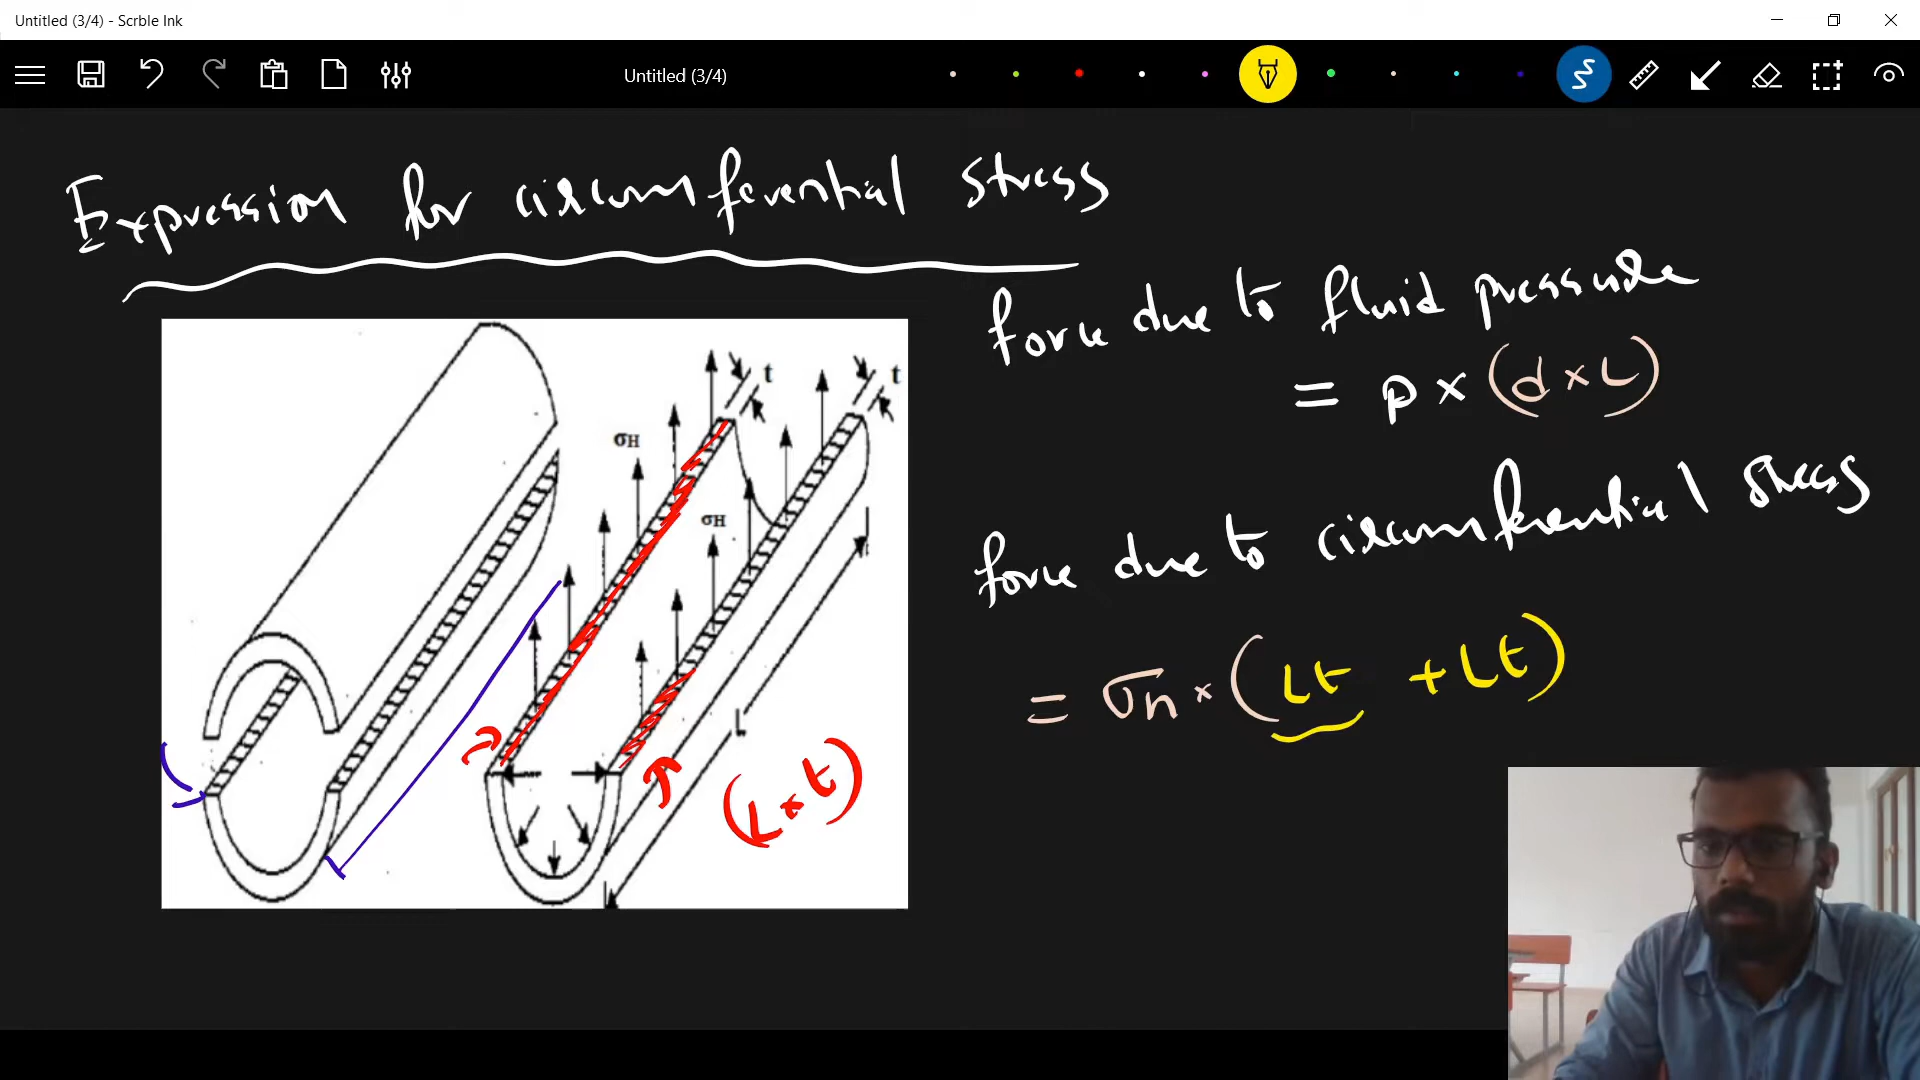 Untitled (3/4) - Scrble Ink
Untitled (3/4)
Expression for circumferential stress
force due to fluid pressure
= p × (d × L)
force due to circumferential stress
= σn × (Lt + Lt)
t
t
σH
σH
L
(L × t)